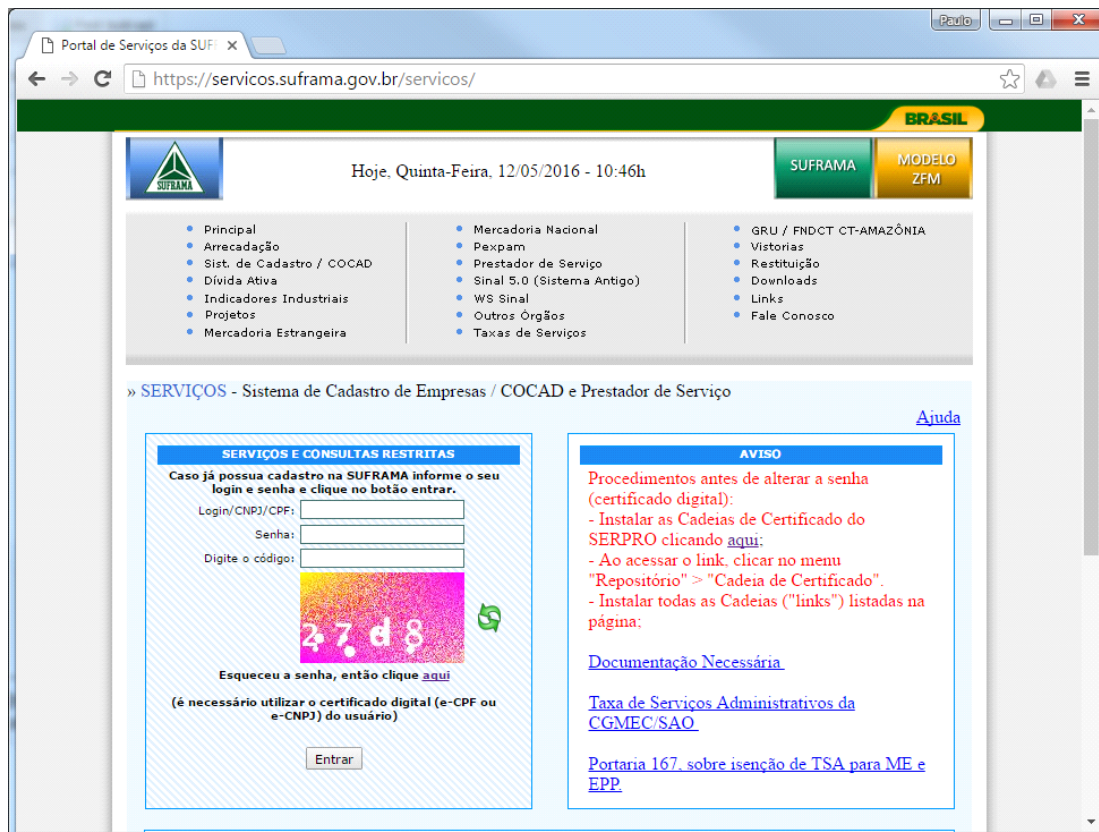 Paulo
Portal de Serviços da SUF
https://servicos.suframa.gov.br/servicos/
BRASIL
SUFRAMA
Hoje, Quinta-Feira, 12/05/2016 - 10:46h
SUFRAMA
MODELO
ZFM
Principal
Arrecadação
Sist. de Cadastro / COCAD
Dívida Ativa
Indicadores Industriais
Projetos
Mercadoria Estrangeira
Mercadoria Nacional
Pexpam
Prestador de Serviço
Sinal 5.0 (Sistema Antigo)
WS Sinal
Outros Órgãos
Taxas de Serviços
GRU / FNDCT CT-AMAZÔNIA
Vistorias
Restituição
Downloads
Links
Fale Conosco
» SERVIÇOS - Sistema de Cadastro de Empresas / COCAD e Prestador de Serviço
Ajuda
SERVIÇOS E CONSULTAS RESTRITAS
Caso já possua cadastro na SUFRAMA informe o seu
login e senha e clique no botão entrar.
Login/CNPJ/CPF:
Senha:
Digite o código:
27d8
Esqueceu a senha, então clique aqui
(é necessário utilizar o certificado digital (e-CPF ou
e-CNPJ) do usuário)
Entrar
AVISO
Procedimentos antes de alterar a senha
(certificado digital):
- Instalar as Cadeias de Certificado do
SERPRO clicando aqui;
- Ao acessar o link, clicar no menu
"Repositório" > "Cadeia de Certificado".
- Instalar todas as Cadeias ("links") listadas na
página;
Documentação Necessária
Taxa de Serviços Administrativos da
CGMEC/SAO
Portaria 167, sobre isenção de TSA para ME e
EPP.